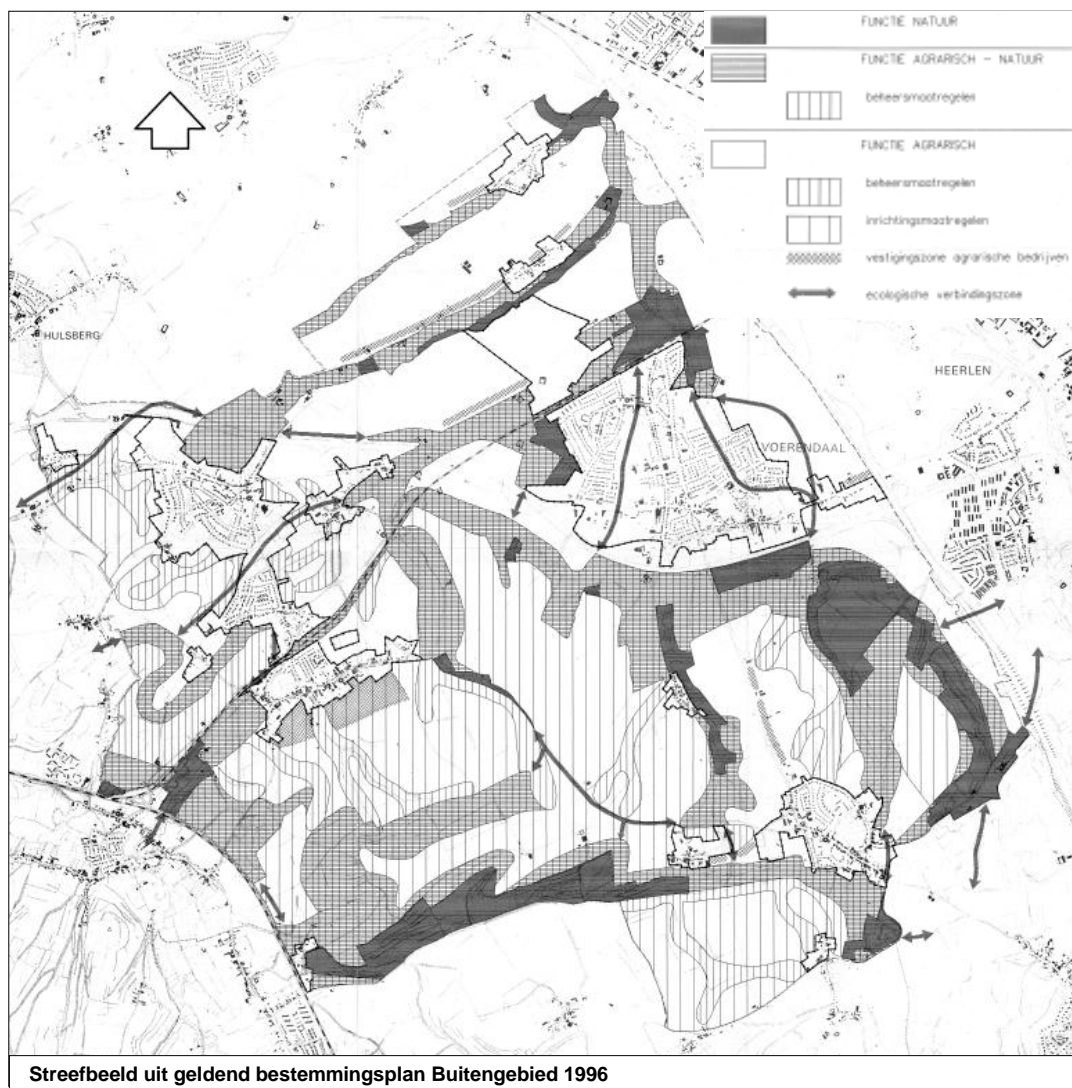 FUNCTIE NATUUR
FUNCTIE AGRARISCH – NATUUR
beheersmaatregelen
FUNCTIE AGRARISCH
beheersmaatregelen
inrichtingsmaatregelen
vestigingszone agrarische bedrijven
ecologische verbindingszone
HULSBERG
HEERLEN
VOERENDAAL
Streefbeeld uit geldend bestemmingsplan Buitengebied 1996